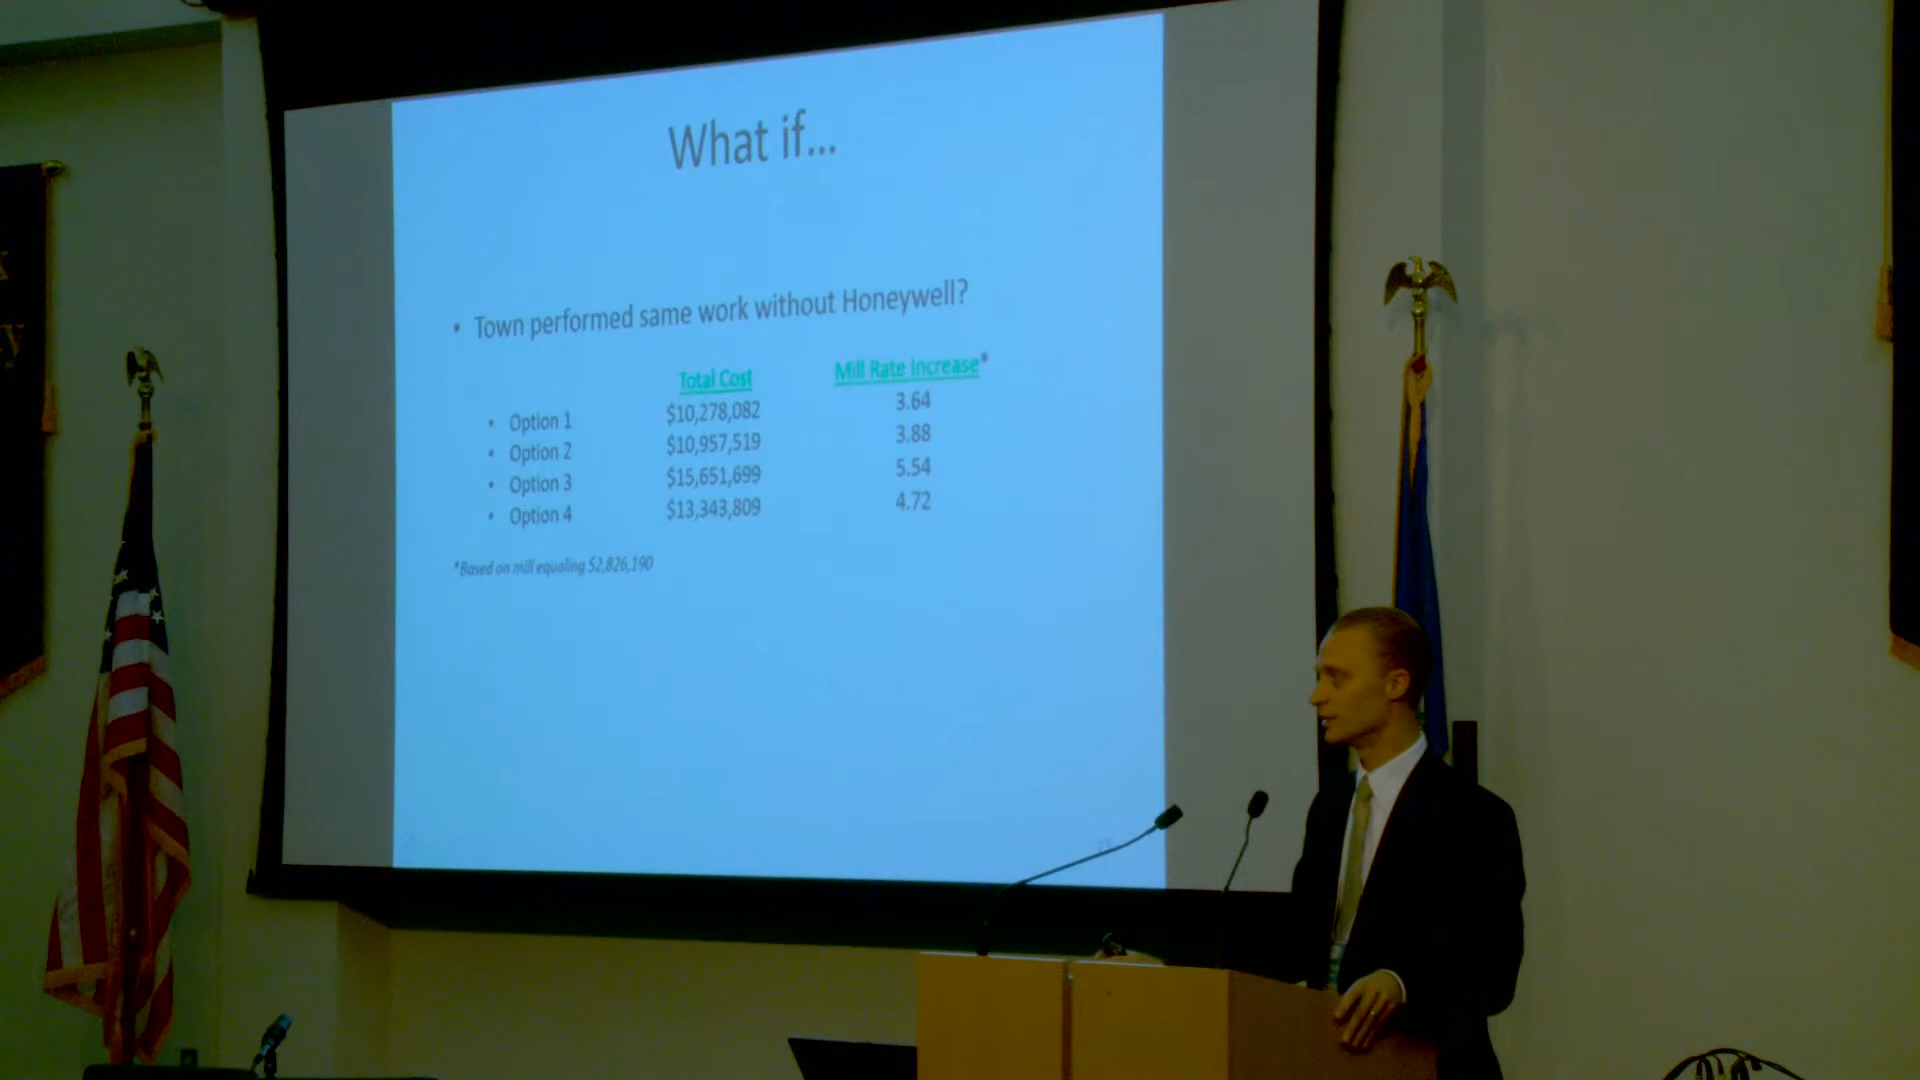 What if...
• Town performed same work without Honeywell?
Total Cost Mill Rate Increase*
• Option 1 $10,278,082 3.64
• Option 2 $10,957,519 3.88
• Option 3 $15,651,699 5.54
• Option 4 $13,343,809 4.72
*Based on mill equaling $2,826,190